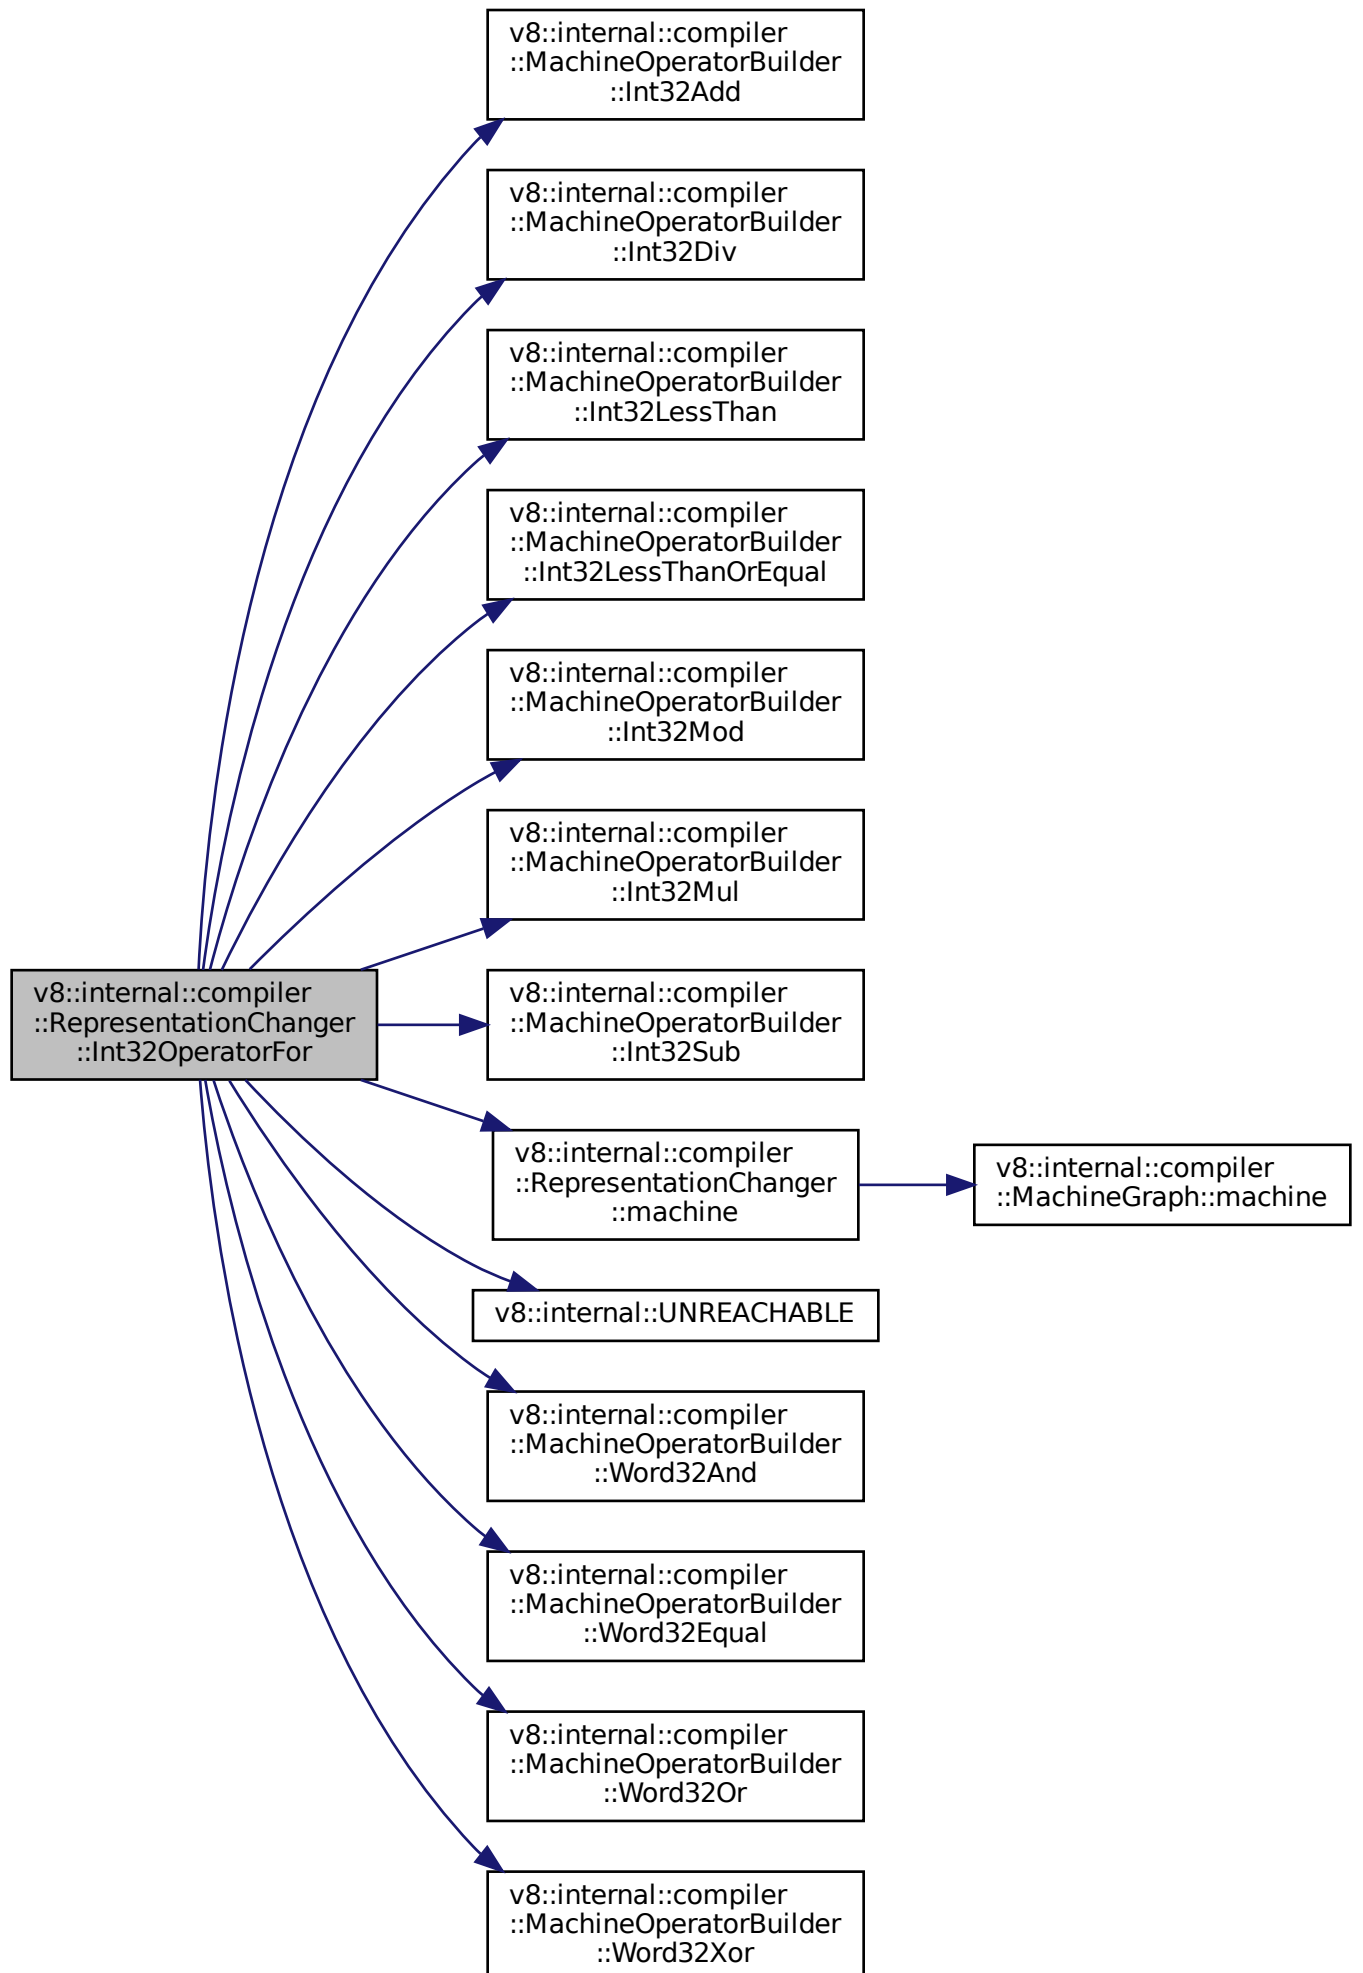 v8::internal::compiler
::MachineOperatorBuilder
::Int32Add
v8::internal::compiler
::MachineOperatorBuilder
::Int32Div
v8::internal::compiler
::MachineOperatorBuilder
::Int32LessThan
v8::internal::compiler
::MachineOperatorBuilder
::Int32LessThanOrEqual
v8::internal::compiler
::MachineOperatorBuilder
::Int32Mod
v8::internal::compiler
::MachineOperatorBuilder
::Int32Mul
v8::internal::compiler
::RepresentationChanger
::Int32OperatorFor
v8::internal::compiler
::MachineOperatorBuilder
::Int32Sub
v8::internal::compiler
::RepresentationChanger
::machine
v8::internal::compiler
::MachineGraph::machine
v8::internal::UNREACHABLE
v8::internal::compiler
::MachineOperatorBuilder
::Word32And
v8::internal::compiler
::MachineOperatorBuilder
::Word32Equal
v8::internal::compiler
::MachineOperatorBuilder
::Word32Or
v8::internal::compiler
::MachineOperatorBuilder
::Word32Xor